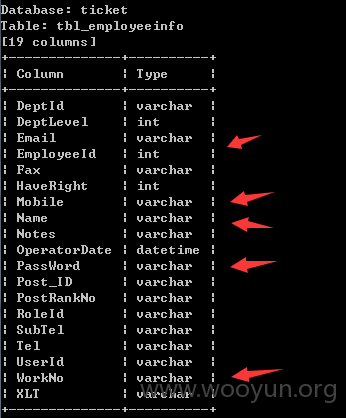 Database: ticket
Table: tbl_employeeinfo
[19 columns]
+--------------+----------+
| Column | Type |
+--------------+----------+
| DeptId | varchar |
| DeptLevel | int |
| Email | varchar |
| EmployeeId | int |
| Fax | varchar |
| HaveRight | int |
| Mobile | varchar |
| Name | varchar |
| Notes | varchar |
| OperatorDate | datetime |
| PassWord | varchar |
| Post_ID | varchar |
| PostRankNo | varchar |
| RoleId | varchar |
| SubTel | varchar |
| Tel | varchar |
| UserId | varchar |
| WorkNo | varchar |
| XLT | varchar |
+--------------+----------+
www.wooyun.org